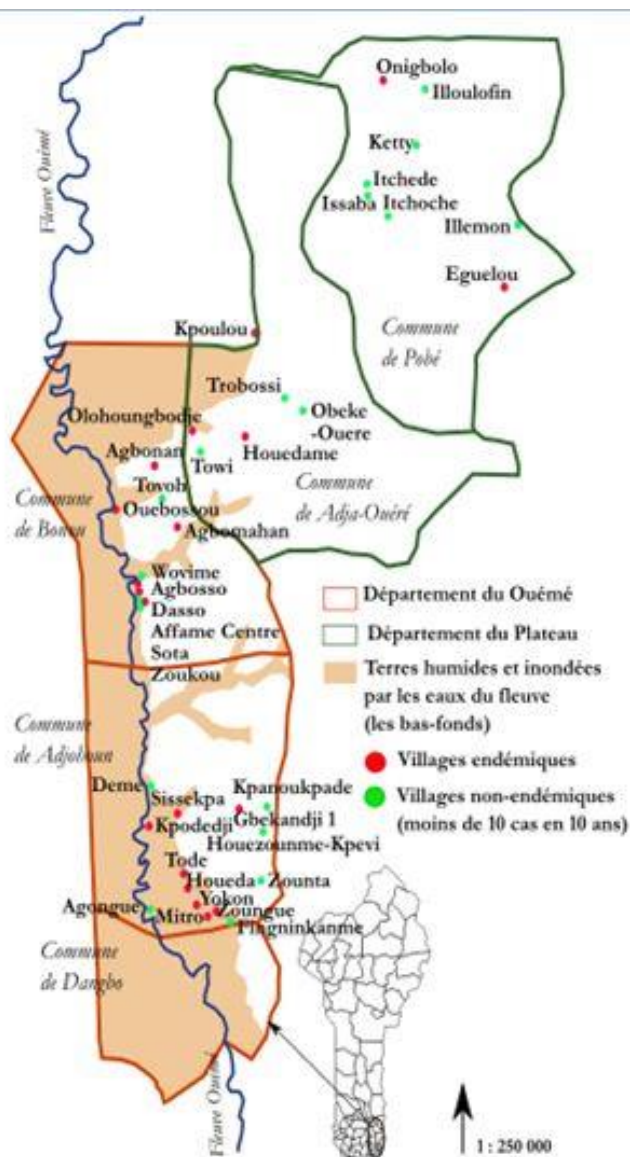 Onigbolo
Illoulofin
Fleuve Ouémé
Ketty
Itchede
Issaba Itchoche
Illemon
Eguelou
Kpoulou
Commune
de Pobé
Trobossi
Obeke
-Ouere
Olohoungbodje
Houedame
Agbonan
Towi
Commune
de Adja-Ouéré
Tovoh
Commune
de Bonou
Ouebossou
Agbomahan
Wovime
Agbosso
Dasso
Affame Centre
Sota
Zoukou
Département du Ouémé
Département du Plateau
Terres humides et inondées
par les eaux du fleuve
(les bas-fonds)
Villages endémiques
Villages non-endémiques
(moins de 10 cas en 10 ans)
Commune
de Adjohoun
Deme
Sissekpa
Kpanoukpade
Kpodedji
Gbekandji 1
Houezounme-Kpevi
Tode
Houeda
Zounta
Yokon
Agongue
Mitro
Zoungue
Commune
de Dangbo
Fleuve Ouémé
1 : 250 000